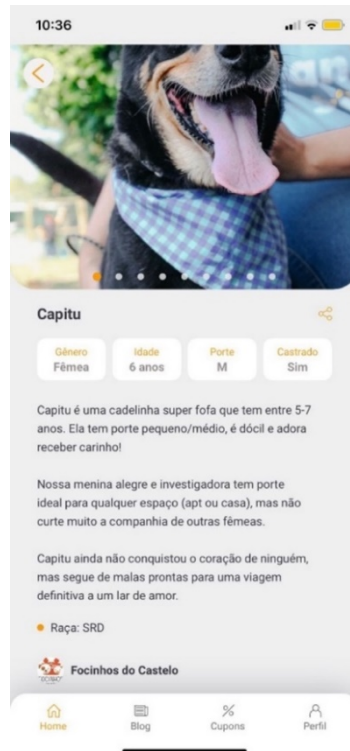 10:36
Capitu
Gênero
Fêmea
Idade
6 anos
Porte
M
Castrado
Sim
Capitu é uma cadelinha super fofa que tem entre 5-7
anos. Ela tem porte pequeno/médio, é dócil e adora
receber carinho!
Nossa menina alegre e investigadora tem porte
ideal para qualquer espaço (apt ou casa), mas não
curte muito a companhia de outras fêmeas.
Capitu ainda não conquistou o coração de ninguém,
mas segue de malas prontas para uma viagem
definitiva a um lar de amor.
Raça: SRD
Focinhos do Castelo
Home
Blog
Cupons
Perfil